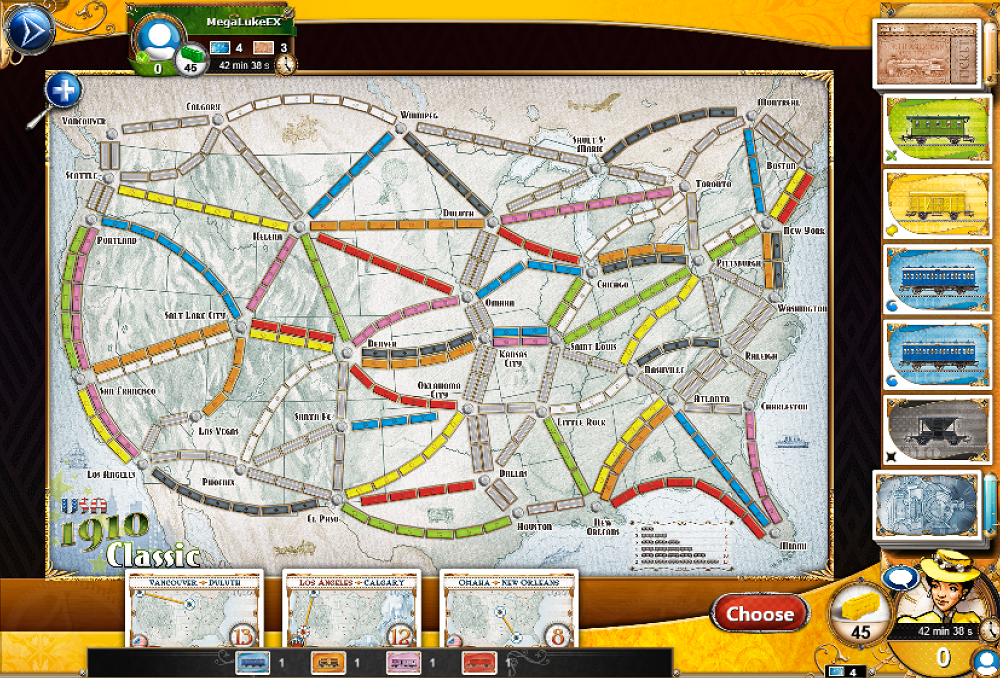 MegaLukeEX
4
3
0
45
42 min 38 s
TICKET
CALGARY
WINNIPEG
VANCOUVER
MONTREAL
SAULT ST
MARIE
SEATTLE
BOSTON
TORONTO
DULUTH
HELENA
PORTLAND
NEW YORK
PITTSBURGH
CHICAGO
OMAHA
SALT LAKE CITY
WASHINGTON
DENVER
KANSAS
CITY
SAINT LOUIS
RALEIGH
NASHVILLE
OKLAHOMA
CITY
SAN FRANCISCO
ATLANTA
CHARLESTON
SANTA FE
LAS VEGAS
LITTLE ROCK
LOS ANGELES
PHOENIX
DALLAS
EL PASO
HOUSTON
NEW
ORLEANS
MIAMI
USA
1910
Classic
VANCOUVER DULUTH
13
LOS ANGELES CALGARY
12
OMAHA NEW ORLEANS
8
Choose
45
42 min 38 s
0
4
1
1
1
1